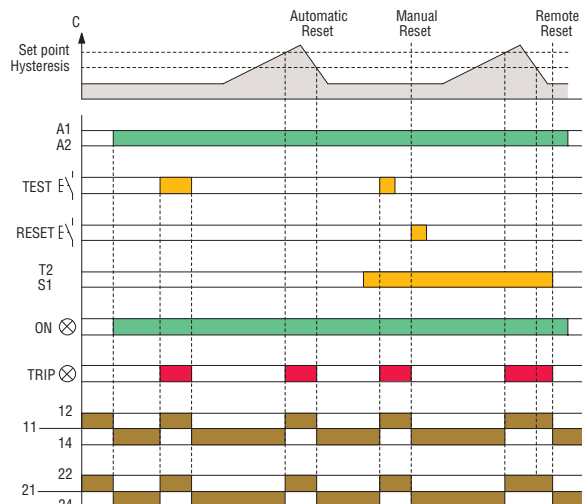 Automatic Reset
Manual Reset
Remote Reset
C
Set point
Hysteresis
A1
A2
TEST
RESET
T2
S1
ON
TRIP
12
11
14
22
21
24